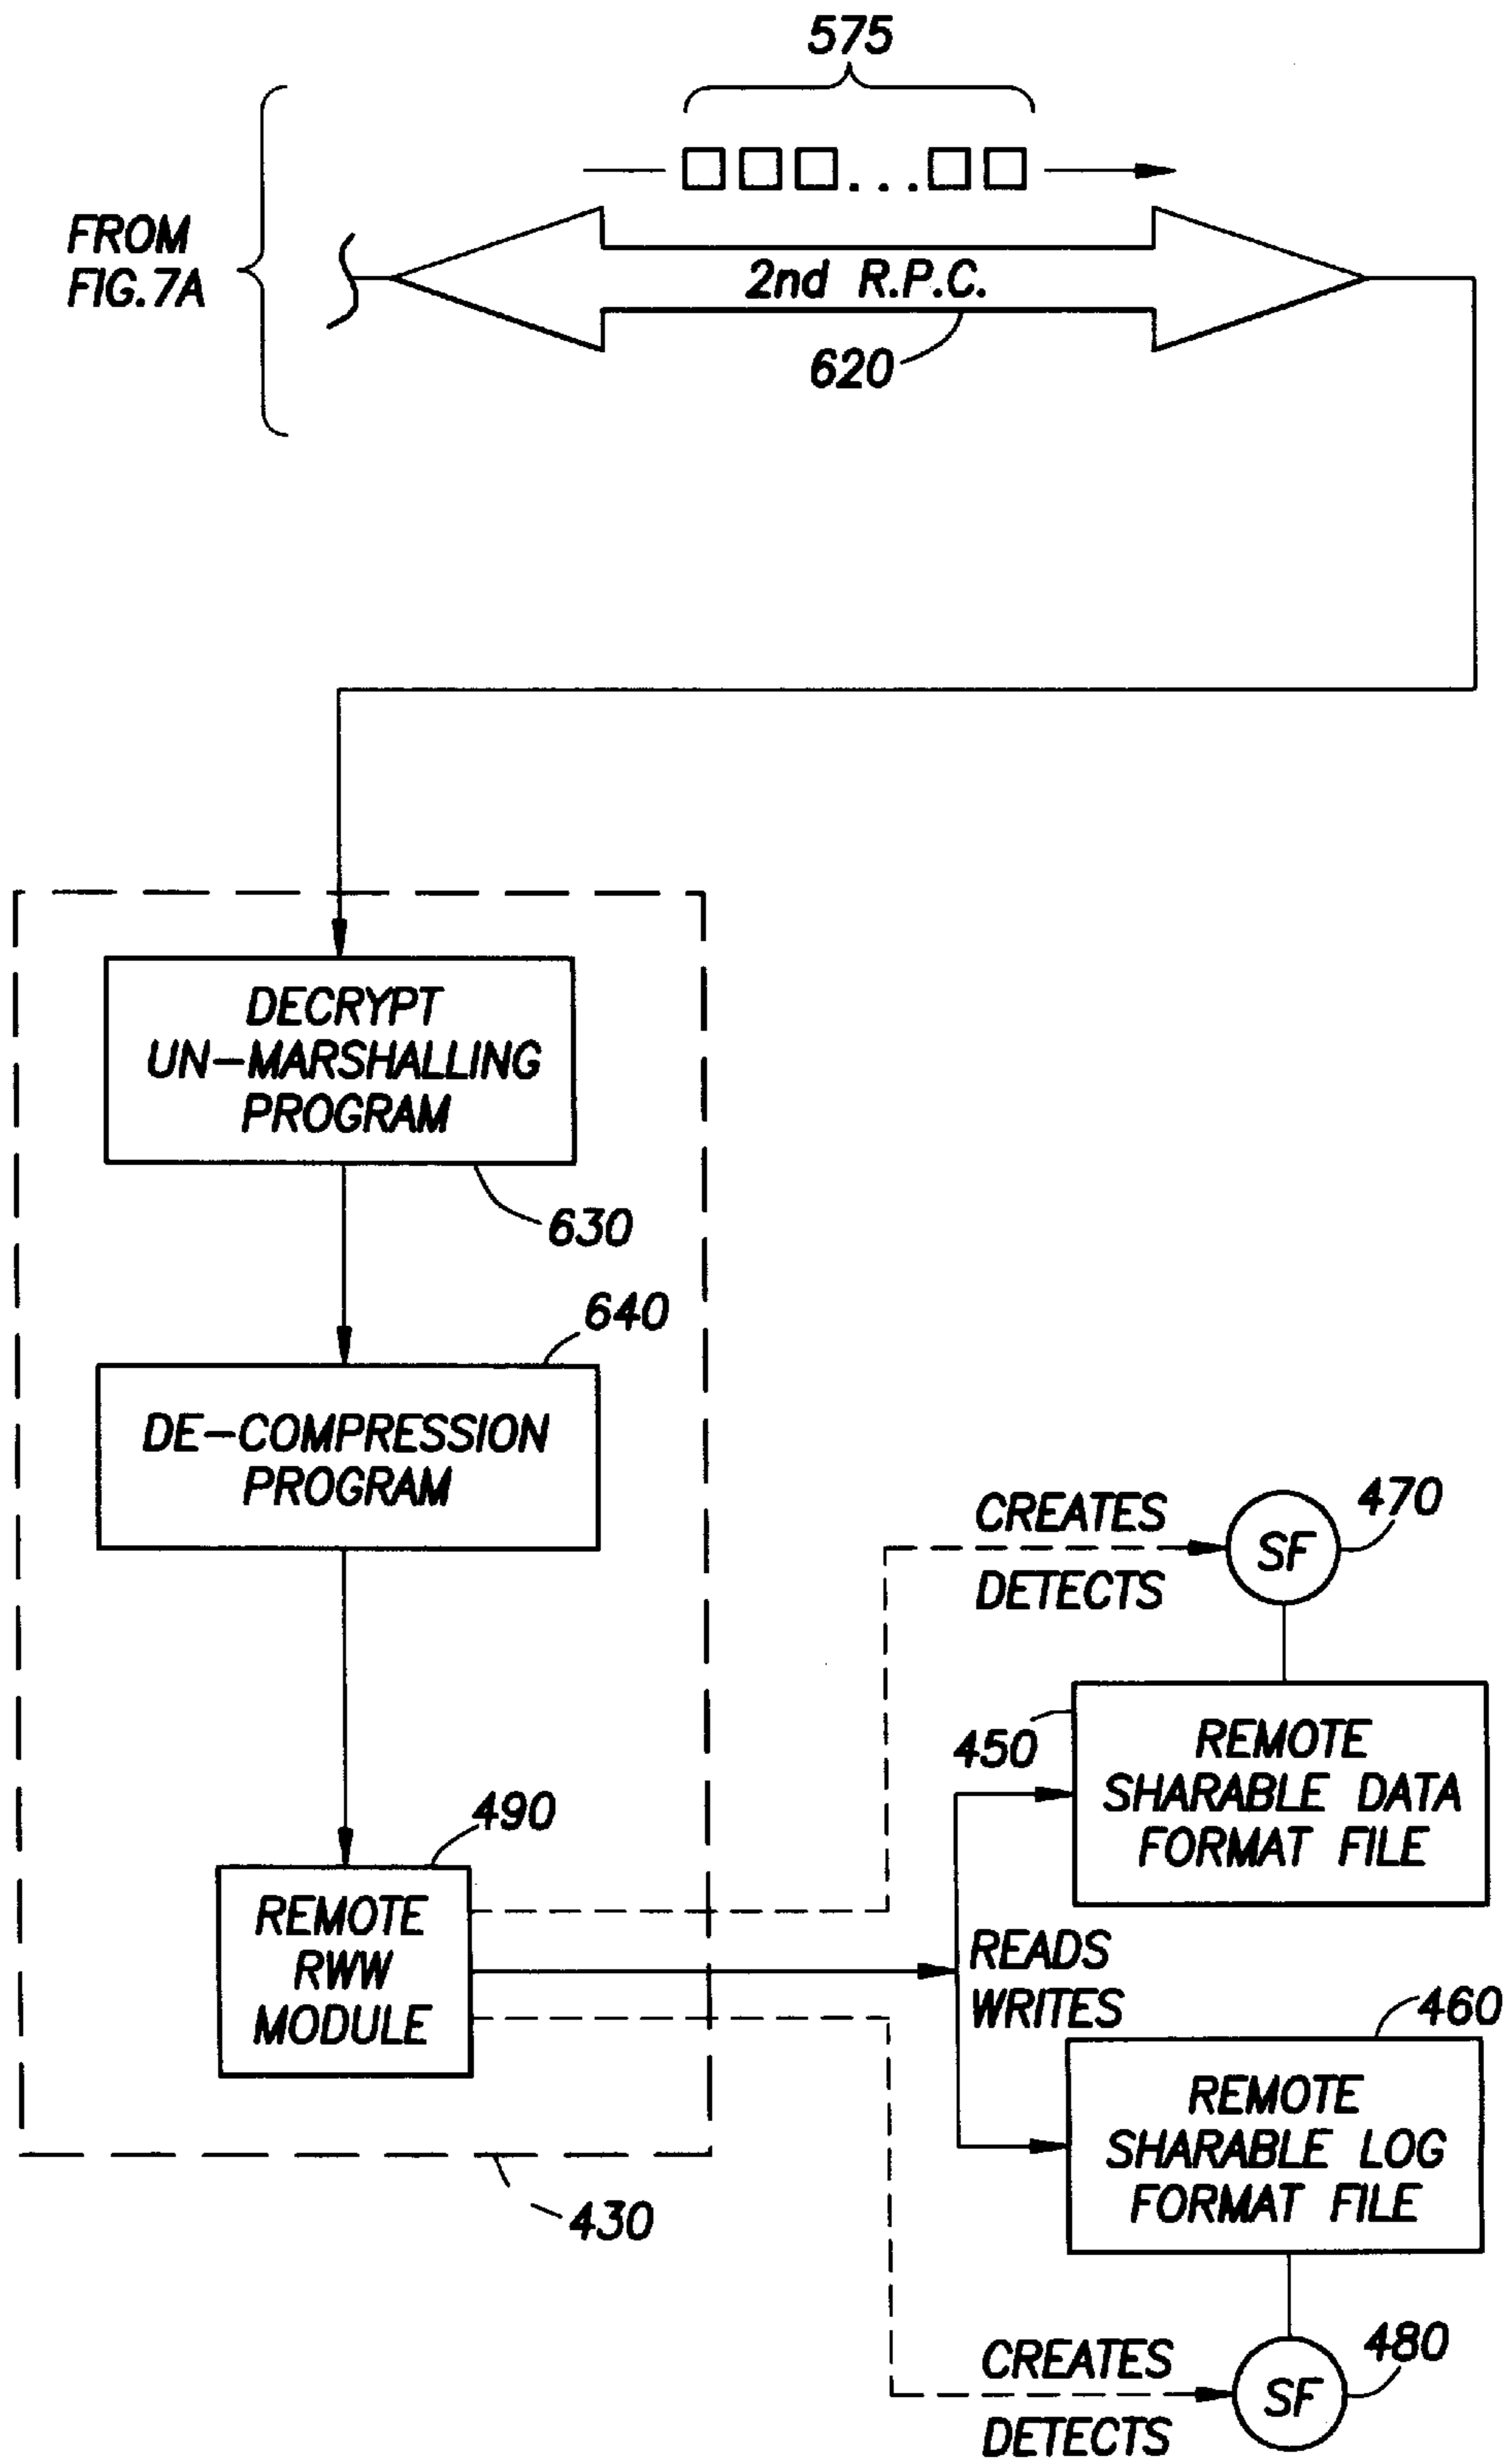 575
FROM
FIG.7A
2nd R.P.C.
620
DECRYPT
UN-MARSHALLING
PROGRAM
630
640
DE-COMPRESSION
PROGRAM
CREATES
DETECTS
SF
470
450
REMOTE
SHARABLE DATA
FORMAT FILE
490
REMOTE
RWW
MODULE
READS
WRITES
460
REMOTE
SHARABLE LOG
FORMAT FILE
430
CREATES
DETECTS
SF
480